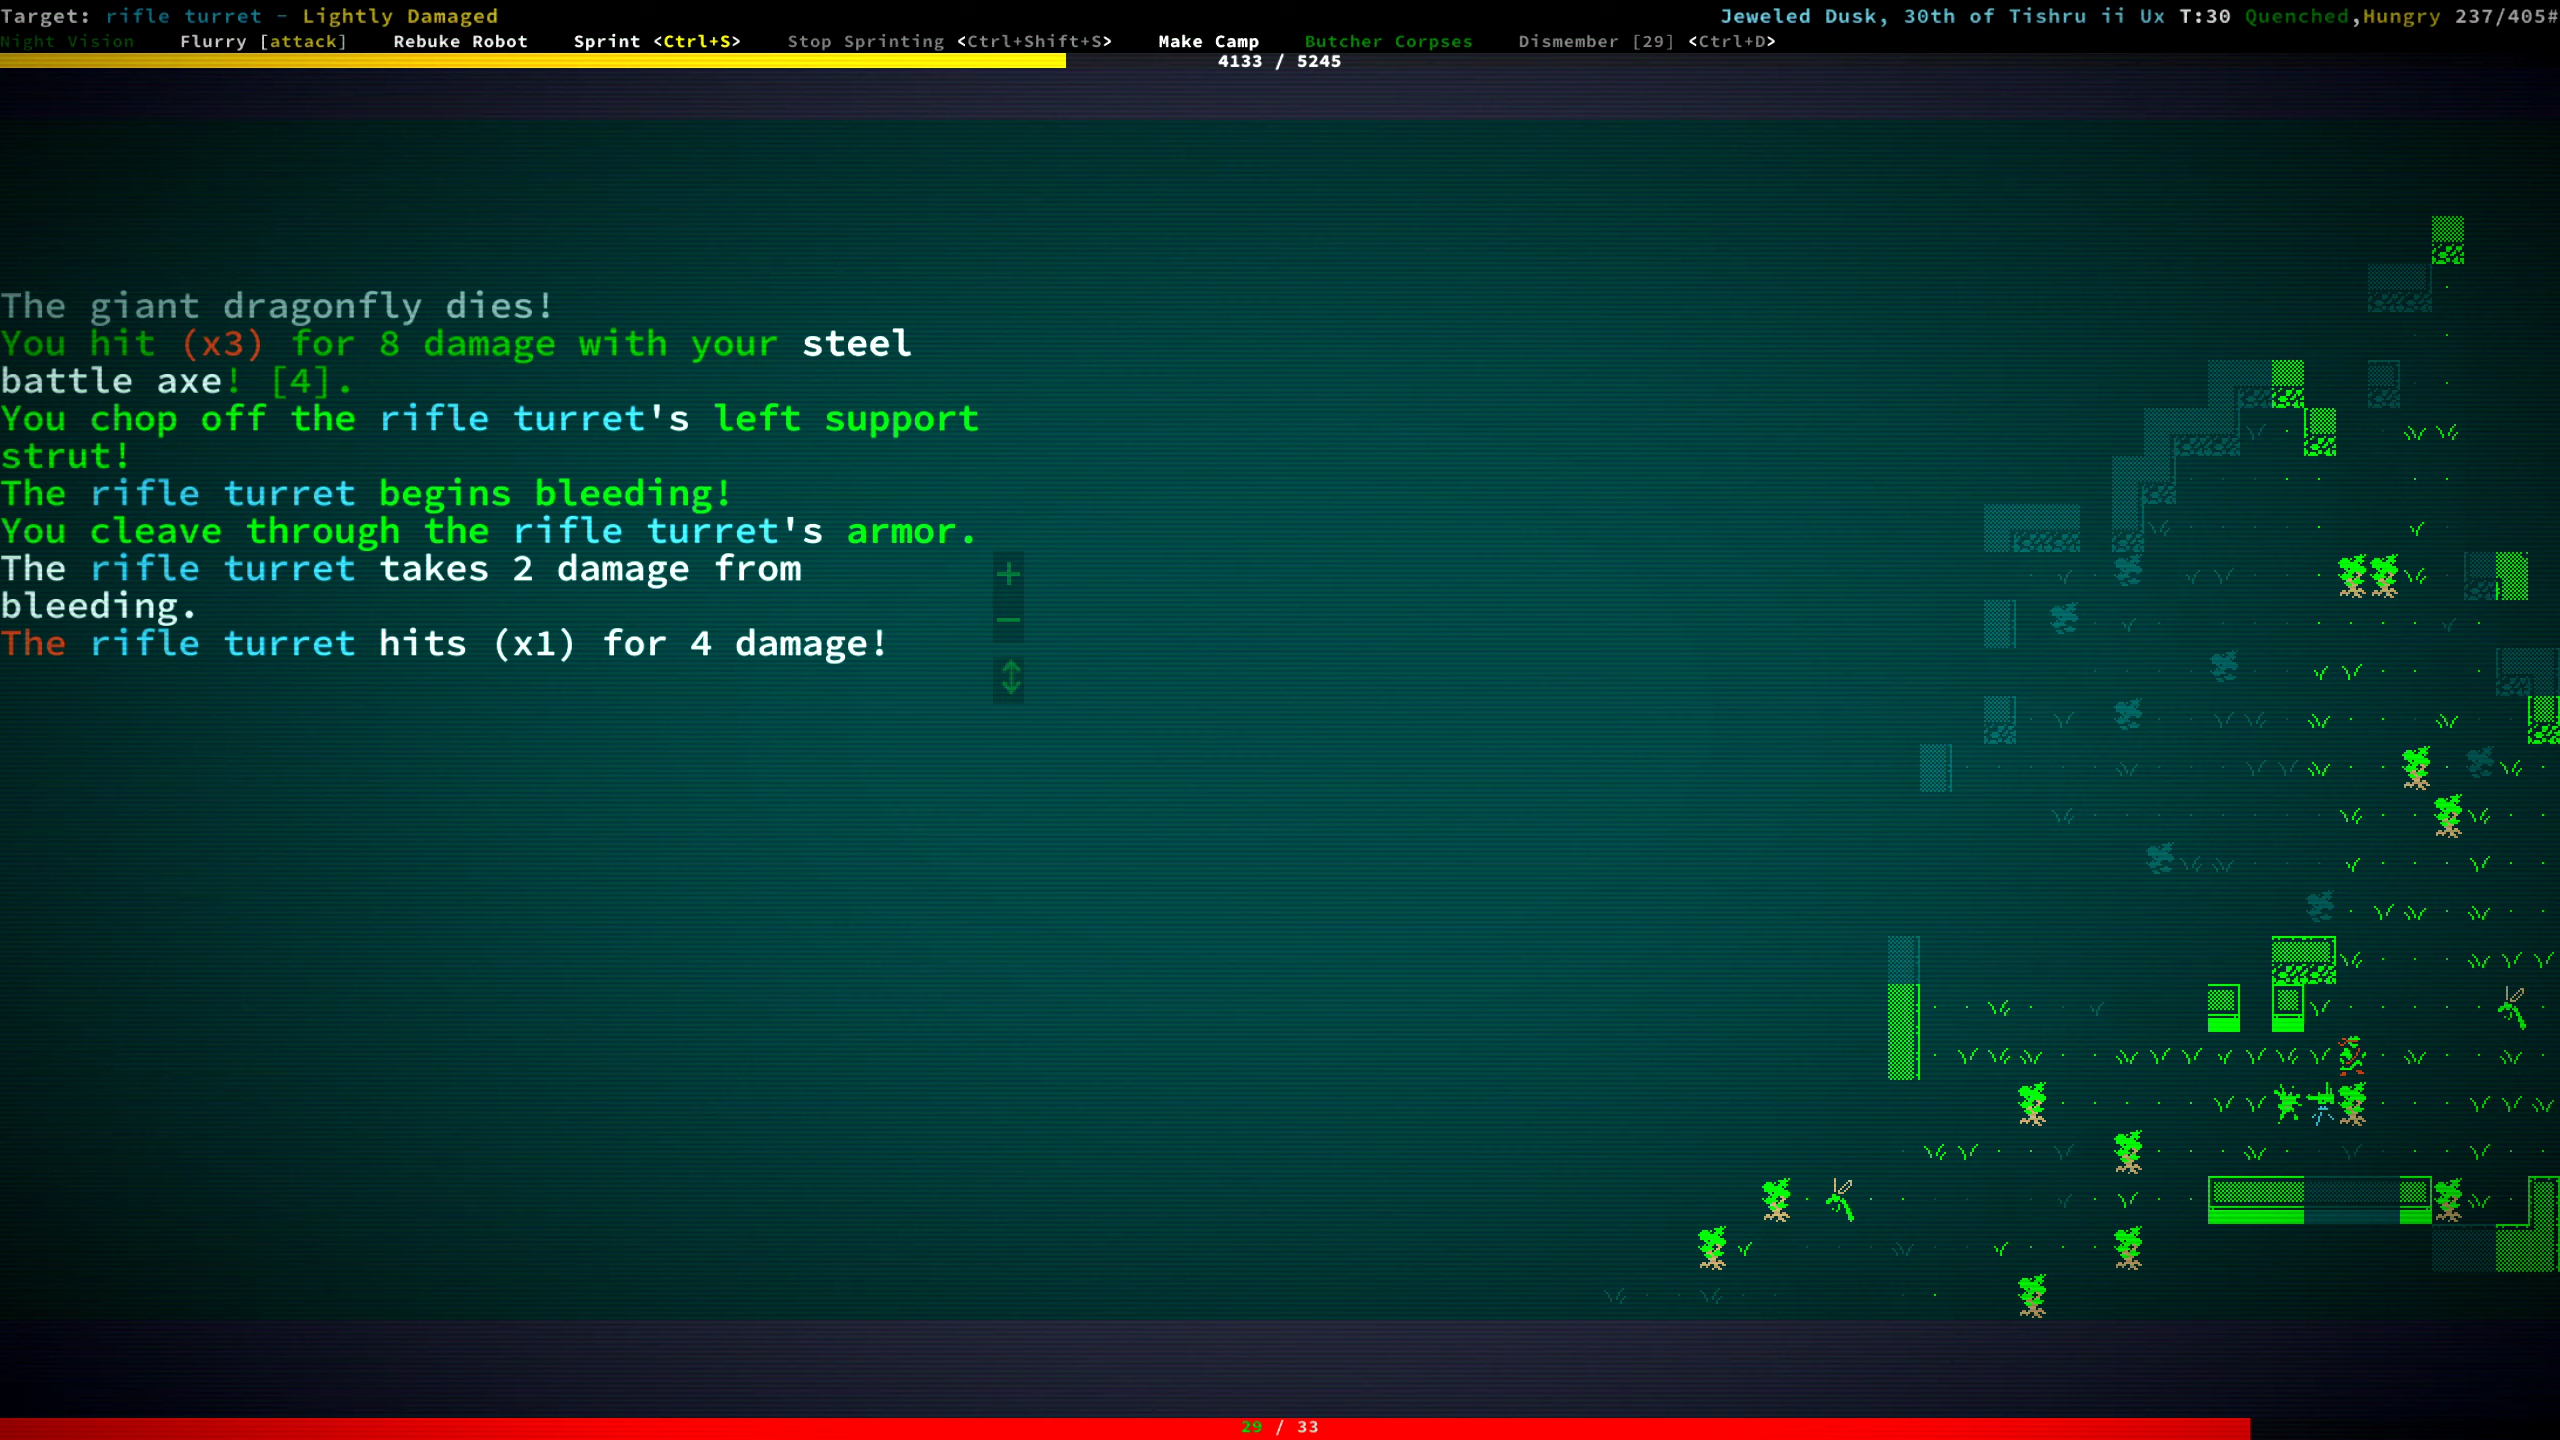 Target: rifle turret - Lightly Damaged
Jeweled Dusk, 30th of Tishru ii Ux T:30 Quenched,Hungry 237/405#
Night Vision Flurry [attack] Rebuke Robot Sprint <Ctrl+S> Stop Sprinting <Ctrl+Shift+S> Make Camp Butcher Corpses Dismember [29] <Ctrl+D>
4133 / 5245
The giant dragonfly dies!
You hit (x3) for 8 damage with your steel
battle axe! [4].
You chop off the rifle turret's left support
strut!
The rifle turret begins bleeding!
You cleave through the rifle turret's armor.
The rifle turret takes 2 damage from
bleeding.
The rifle turret hits (x1) for 4 damage!
29 / 33